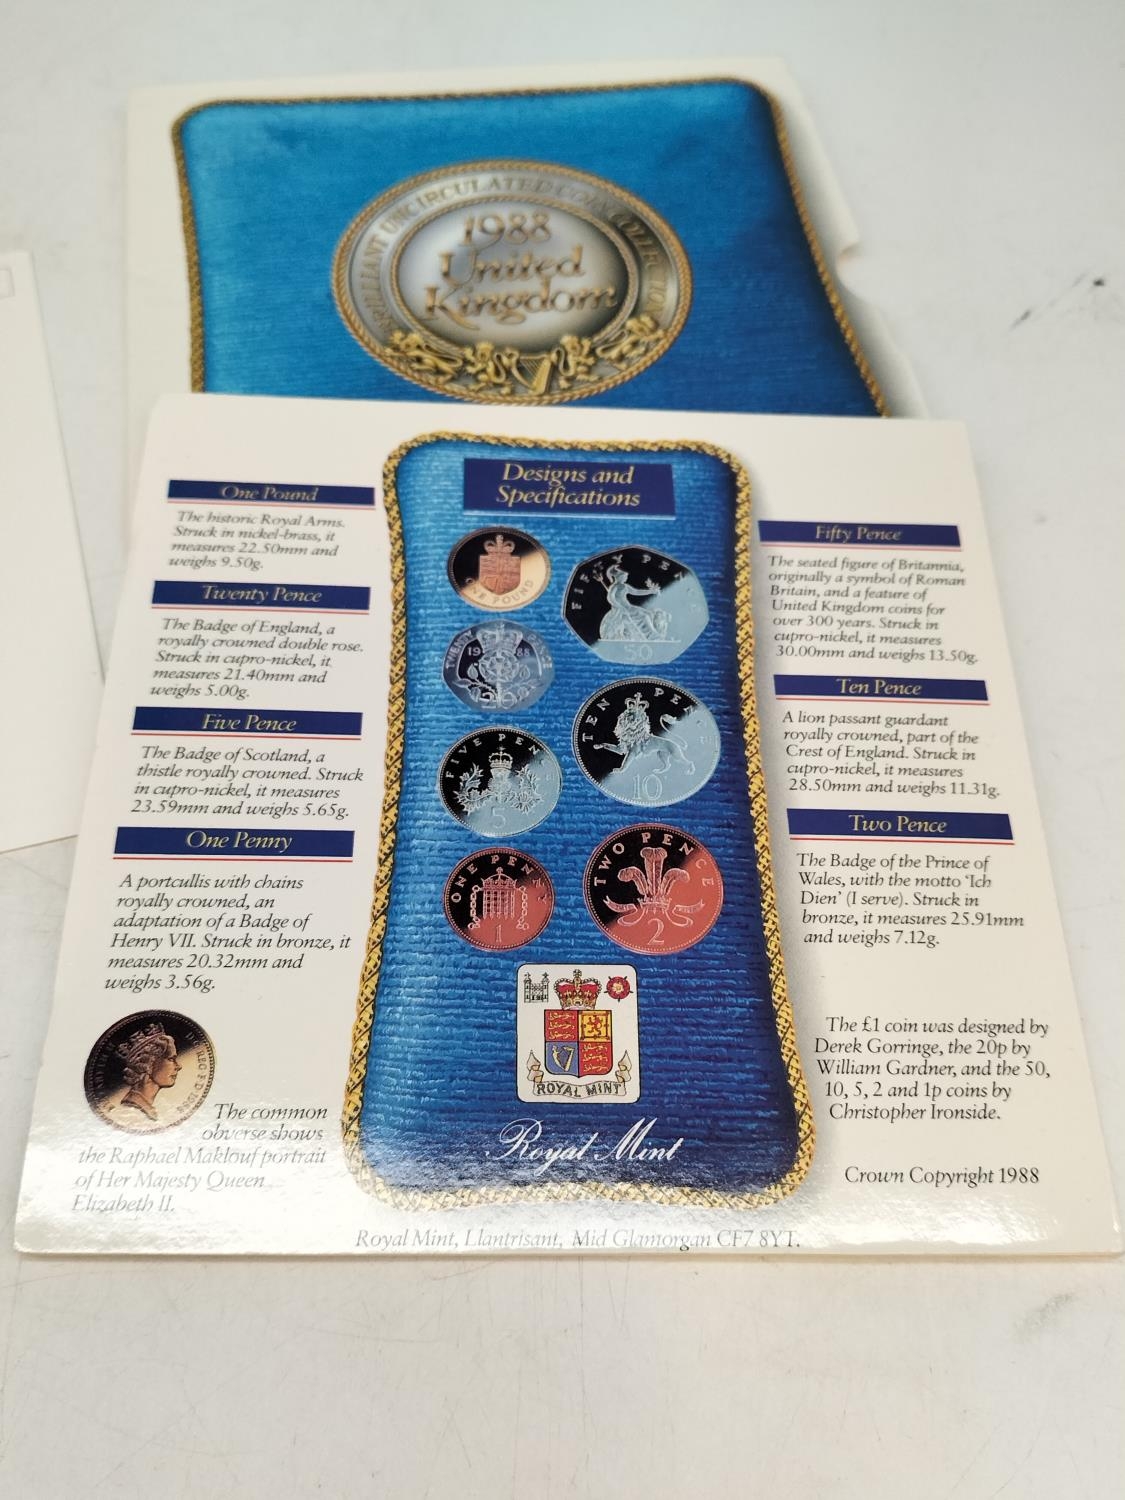 BRILLIANT UNCIRCULATED COIN COLLECTION
1988
United
Kingdom
Designs and
Specifications
One Pound
The historic Royal Arms.
Struck in nickel-brass, it
measures 22.50mm and
weighs 9.50g.
Twenty Pence
The Badge of England, a
royally crowned double rose.
Struck in cupro-nickel, it
measures 21.40mm and
weighs 5.00g.
Five Pence
The Badge of Scotland, a
thistle royally crowned. Struck
in cupro-nickel, it measures
23.59mm and weighs 5.65g.
One Penny
A portcullis with chains
royally crowned, an
adaptation of a Badge of
Henry VII. Struck in bronze, it
measures 20.32mm and
weighs 3.56g.
The common
obverse shows
the Raphael Maklouf portrait
of Her Majesty Queen
Elizabeth II.
ONE POUND
FIFTY PENCE
50
TWENTY PENCE
19 88
TEN PENCE
10
FIVE PENCE
5
ONE PENNY
1
TWO PENCE
2
ROYAL MINT
Royal Mint
Fifty Pence
The seated figure of Britannia,
originally a symbol of Roman
Britain, and a feature of
United Kingdom coins for
over 300 years. Struck in
cupro-nickel, it measures
30.00mm and weighs 13.50g.
Ten Pence
A lion passant guardant
royally crowned, part of the
Crest of England. Struck in
cupro-nickel, it measures
28.50mm and weighs 11.31g.
Two Pence
The Badge of the Prince of
Wales, with the motto 'Ich
Dien' (I serve). Struck in
bronze, it measures 25.91mm
and weighs 7.12g.
The £1 coin was designed by
Derek Gorringe, the 20p by
William Gardner, and the 50,
10, 5, 2 and 1p coins by
Christopher Ironside.
Crown Copyright 1988
Royal Mint, Llantrisant, Mid Glamorgan CF7 8YT.